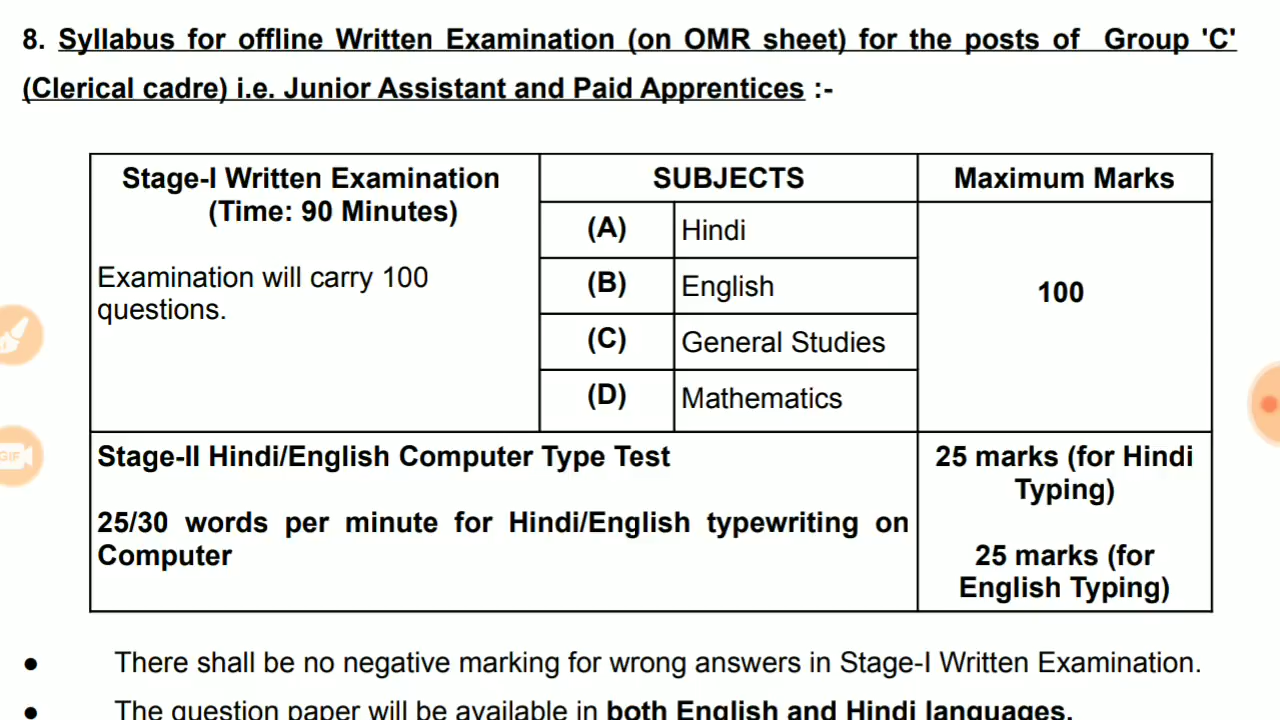 8. Syllabus for offline Written Examination (on OMR sheet) for the posts of Group 'C'
(Clerical cadre) i.e. Junior Assistant and Paid Apprentices :-
Stage-I Written Examination
(Time: 90 Minutes)
Examination will carry 100
questions.
SUBJECTS
Maximum Marks
(A) Hindi
(B) English
(C) General Studies
(D) Mathematics
100
Stage-II Hindi/English Computer Type Test
25/30 words per minute for Hindi/English typewriting on
Computer
25 marks (for Hindi
Typing)
25 marks (for
English Typing)
● There shall be no negative marking for wrong answers in Stage-I Written Examination.
● The question paper will be available in both English and Hindi languages.
GIF